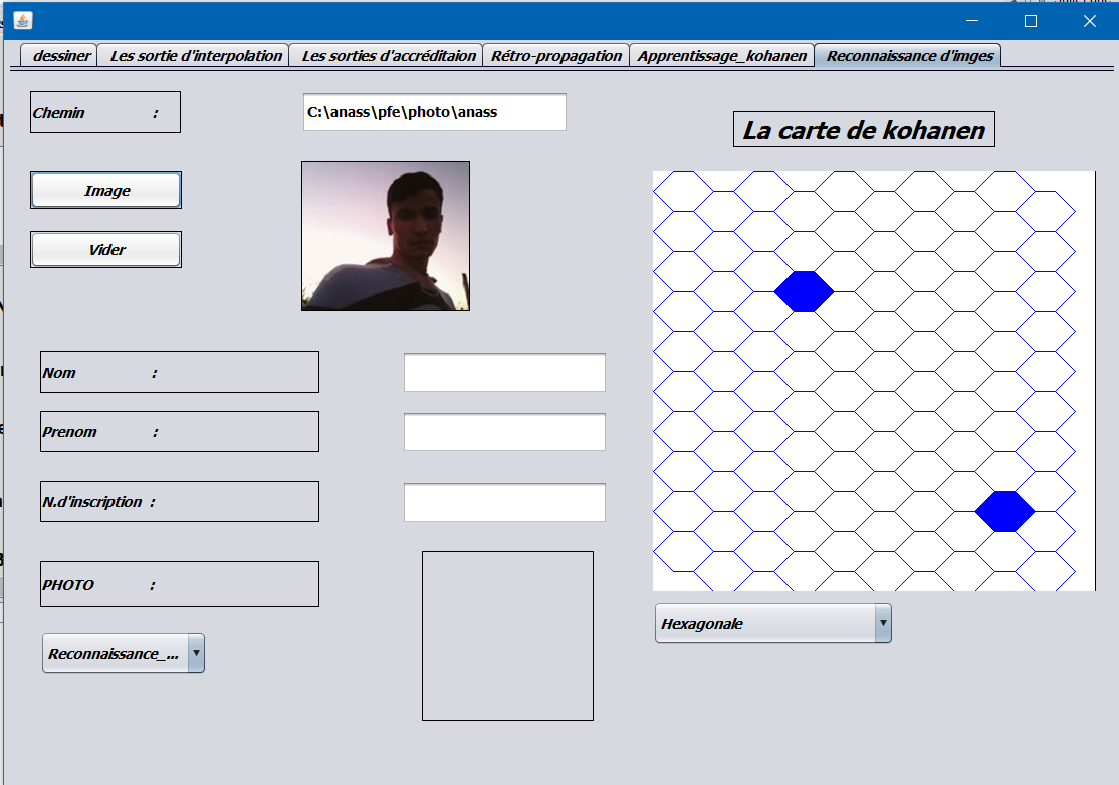 dessiner
Les sortie d'interpolation
Les sorties d'accréditaion
Rétro-propagation
Apprentissage_kohanen
Reconnaissance d'imges
Chemin :
C:\anass\pfe\photo\anass
La carte de kohanen
Image
Vider
Nom :
Prenom :
N.d'inscription :
PHOTO :
Hexagonale
Reconnaissance_...